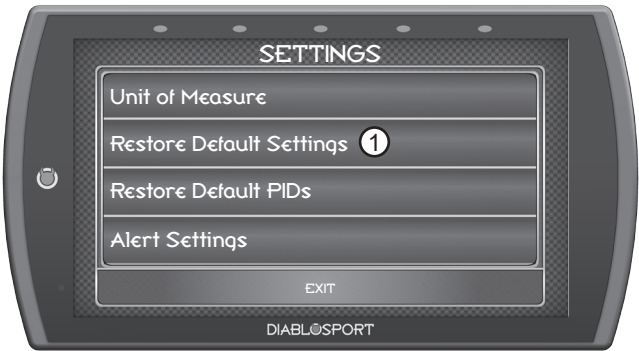 SETTINGS
Unit of Measure
Restore Default Settings 1
Restore Default PIDs
Alert Settings
EXIT
DIABLOSPORT